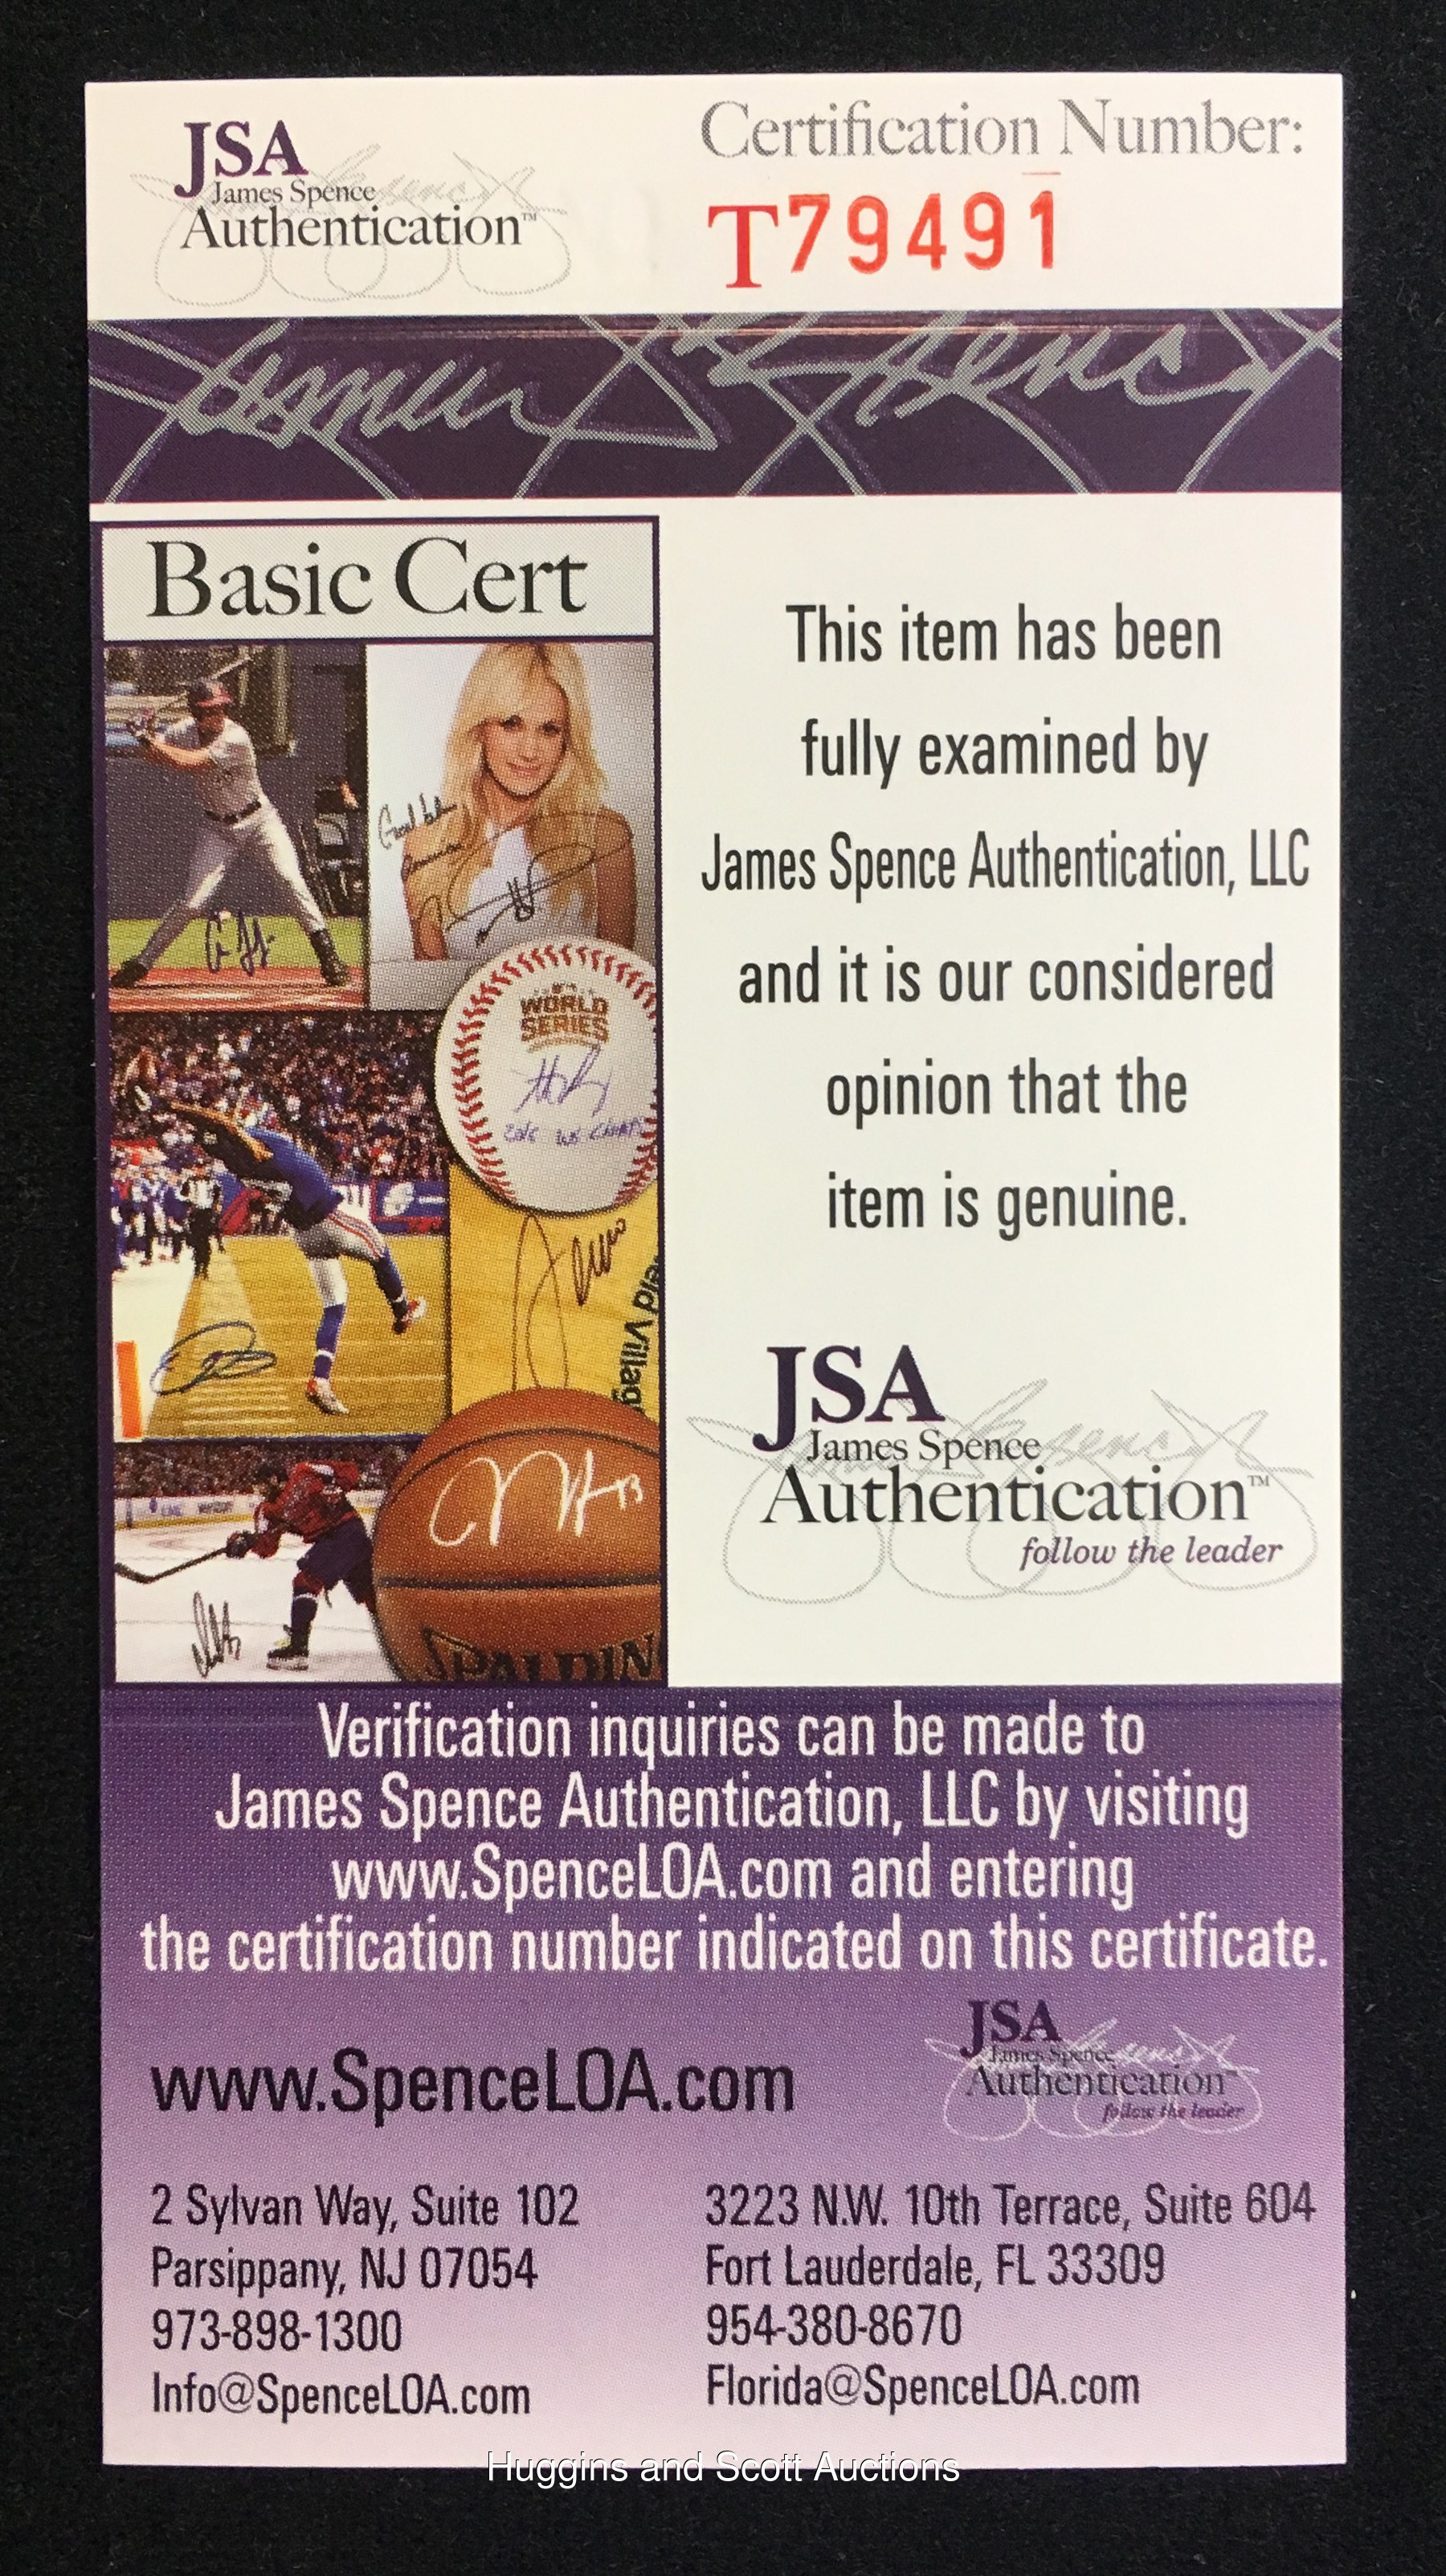 JSA
James Spence
Authentication™
Certification Number:
T79491
Basic Cert
WORLD
SERIES
This item has been
fully examined by
James Spence Authentication, LLC
and it is our considered
opinion that the
item is genuine.
JSA
James Spence
Authentication™
follow the leader
SPALDIN
Verification inquiries can be made to
James Spence Authentication, LLC by visiting
www.SpenceLOA.com and entering
the certification number indicated on this certificate.
www.SpenceLOA.com
JSA
James Spence
Authentication™
follow the leader
2 Sylvan Way, Suite 102
Parsippany, NJ 07054
973-898-1300
Info@SpenceLOA.com
3223 N.W. 10th Terrace, Suite 604
Fort Lauderdale, FL 33309
954-380-8670
Florida@SpenceLOA.com
Huggins and Scott Auctions